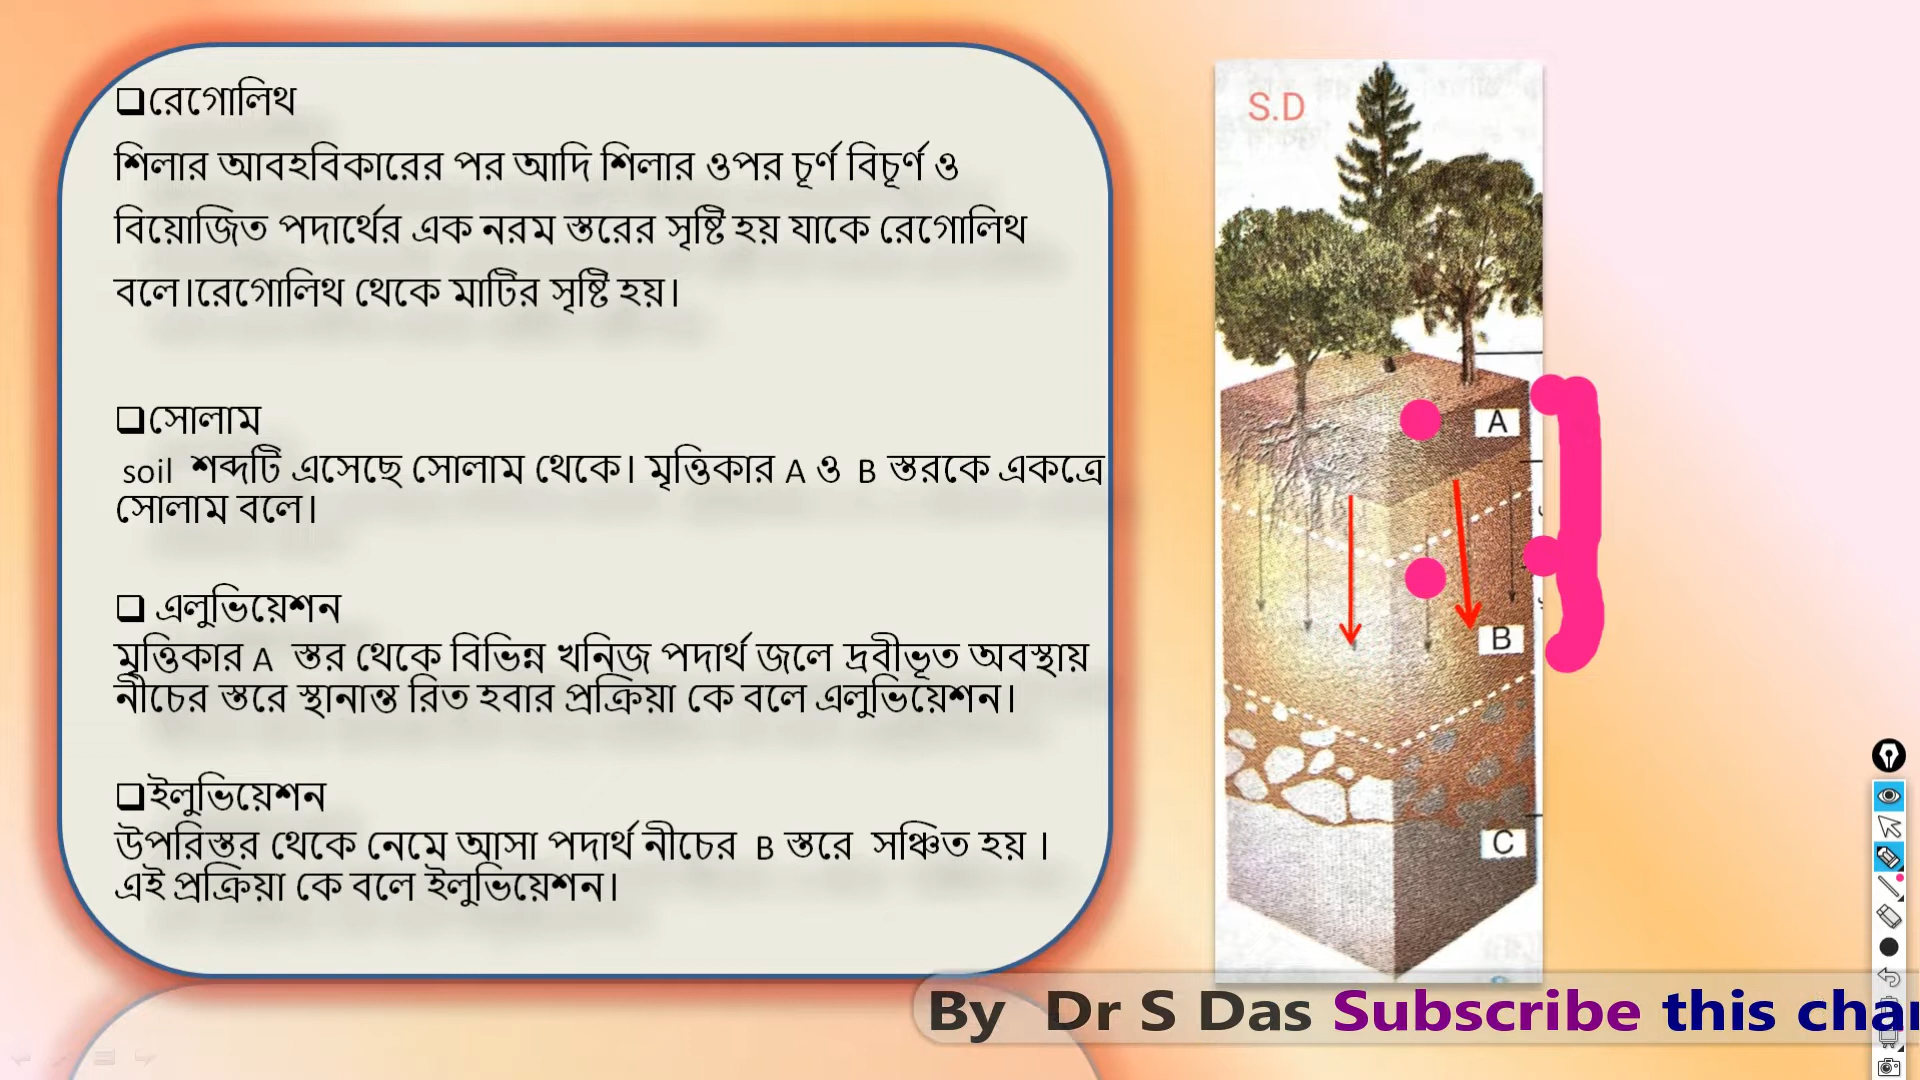 রেগোলিথ
শিলার আবহবিকারের পর আদি শিলার ওপর চূর্ণ বিচূর্ণ ও
বিয়োজিত পদার্থের এক নরম স্তরের সৃষ্টি হয় যাকে রেগোলিথ
বলে।রেগোলিথ থেকে মাটির সৃষ্টি হয়।
সোলাম
soil শব্দটি এসেছে সোলাম থেকে। মৃত্তিকার A ও B স্তরকে একত্রে
সোলাম বলে।
এলুভিয়েশন
মৃত্তিকার A স্তর থেকে বিভিন্ন খনিজ পদার্থ জলে দ্রবীভূত অবস্থায়
নীচের স্তরে স্থানান্ত রিত হবার প্রক্রিয়া কে বলে এলুভিয়েশন।
ইলুভিয়েশন
উপরিস্তর থেকে নেমে আসা পদার্থ নীচের B স্তরে সঞ্চিত হয় ।
এই প্রক্রিয়া কে বলে ইলুভিয়েশন।
S.D
A
B
C
By Dr S Das Subscribe this